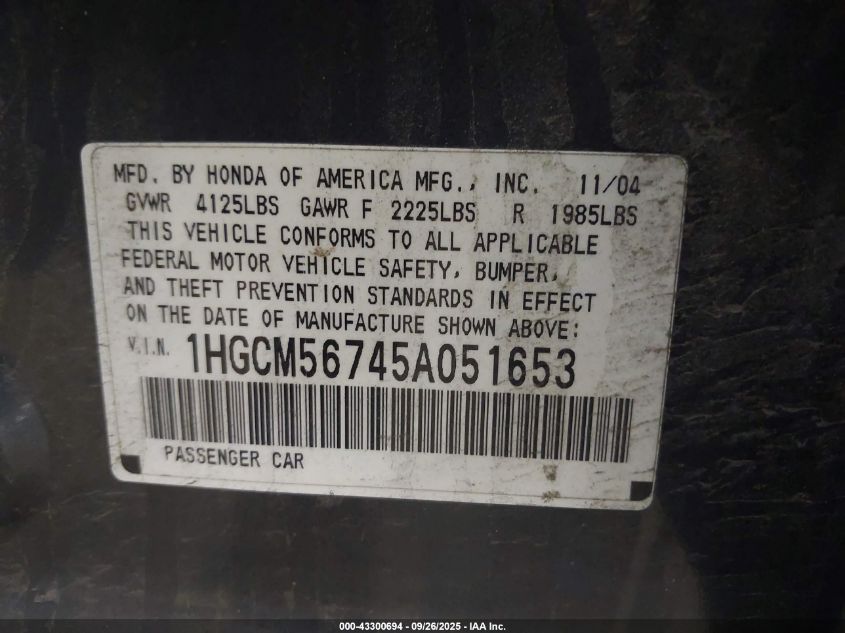 MFD. BY HONDA OF AMERICA MFG., INC. 11/04
GVWR 4125LBS GAWR F 2225LBS R 1985LBS
THIS VEHICLE CONFORMS TO ALL APPLICABLE
FEDERAL MOTOR VEHICLE SAFETY, BUMPER,
AND THEFT PREVENTION STANDARDS IN EFFECT
ON THE DATE OF MANUFACTURE SHOWN ABOVE:
V.I.N. 1HGCM56745A051653
PASSENGER CAR
000-43300694 - 09/26/2025 - IAA Inc.